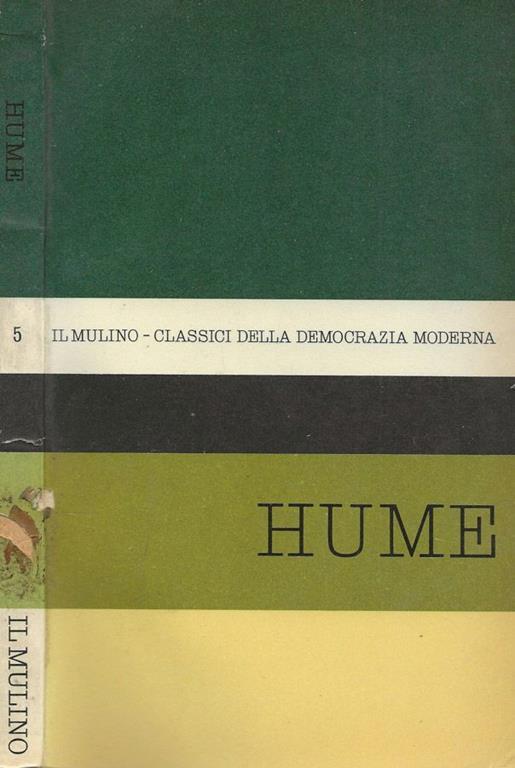 HUME
5
IL MULINO – CLASSICI DELLA DEMOCRAZIA MODERNA
HUME
IL MULINO